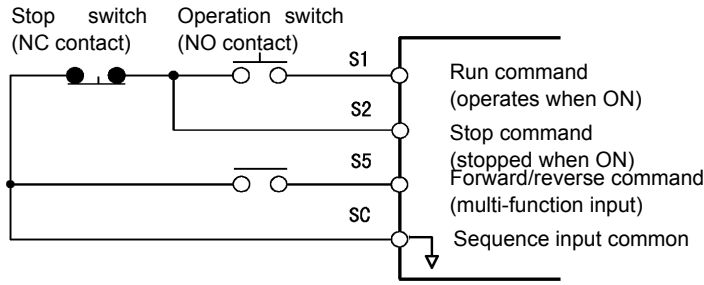 Stop switch
(NC contact)
Operation switch
(NO contact)
S1
Run command
(operates when ON)
S2
Stop command
(stopped when ON)
S5
Forward/reverse command
(multi-function input)
SC
Sequence input common